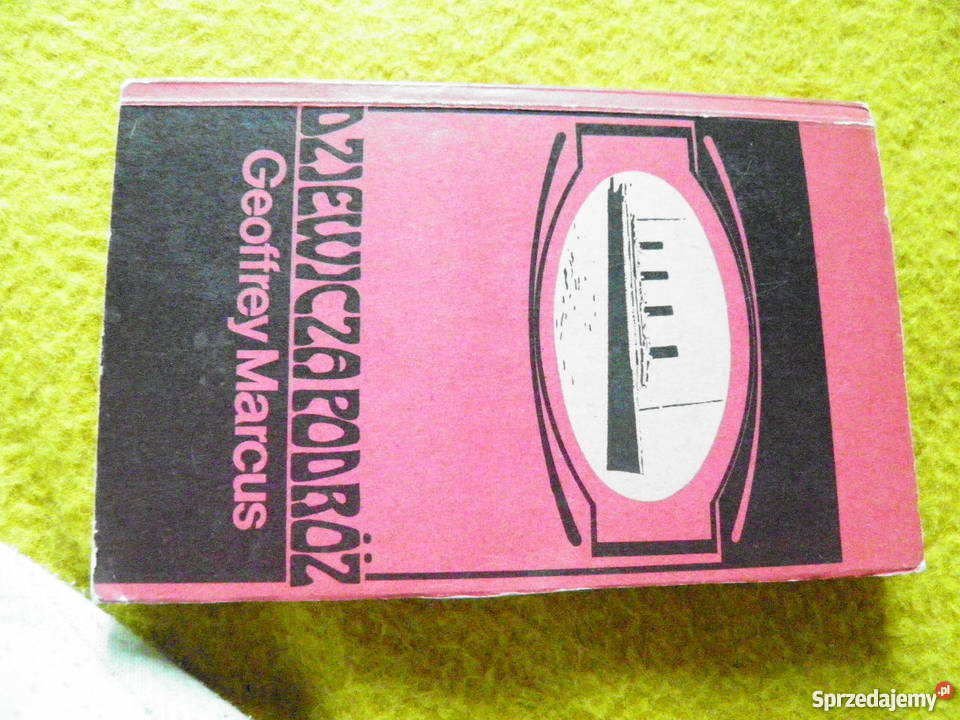 DZIEWICZA PODRÓŻ
Geoffrey Marcus
Sprzedajemy.pl